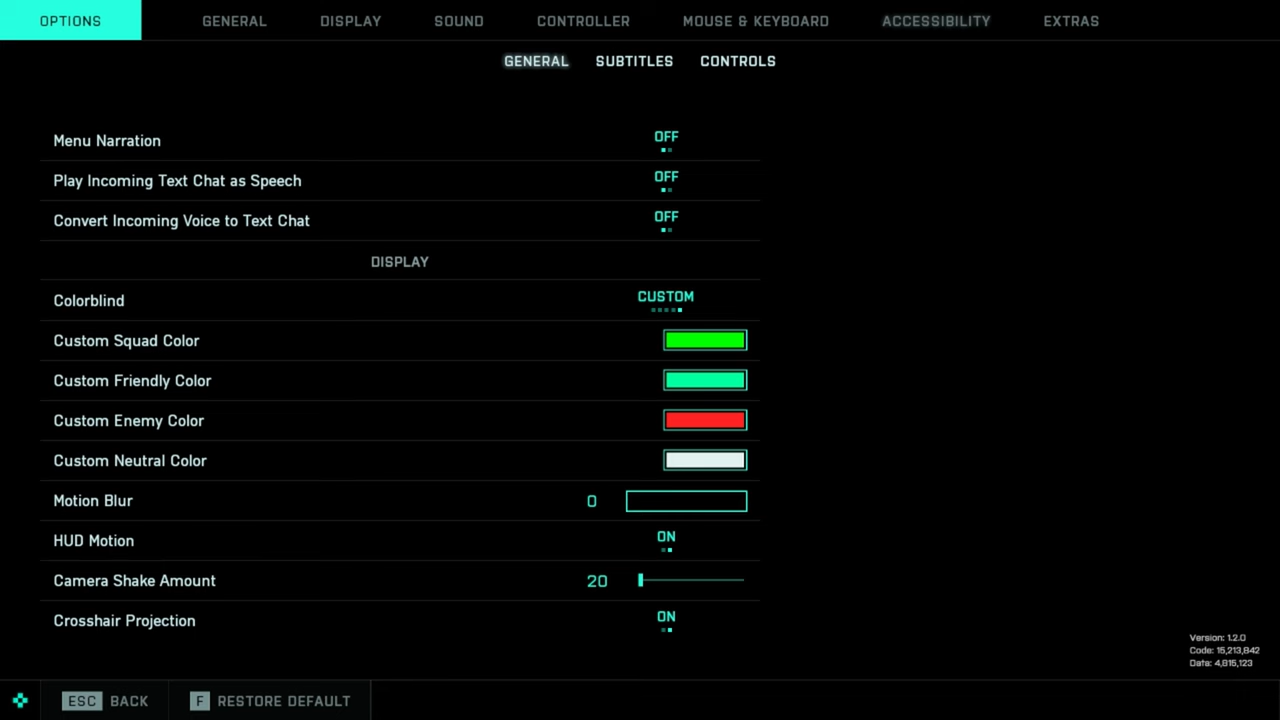 OPTIONS GENERAL DISPLAY SOUND CONTROLLER MOUSE & KEYBOARD ACCESSIBILITY EXTRAS
GENERAL SUBTITLES CONTROLS
Menu Narration OFF
Play Incoming Text Chat as Speech OFF
Convert Incoming Voice to Text Chat OFF
DISPLAY
Colorblind CUSTOM
Custom Squad Color
Custom Friendly Color
Custom Enemy Color
Custom Neutral Color
Motion Blur 0
HUD Motion ON
Camera Shake Amount 20
Crosshair Projection ON
Version: 1.2.0
Code: 15,213,842
Data: 4,815,123
ESC BACK F RESTORE DEFAULT